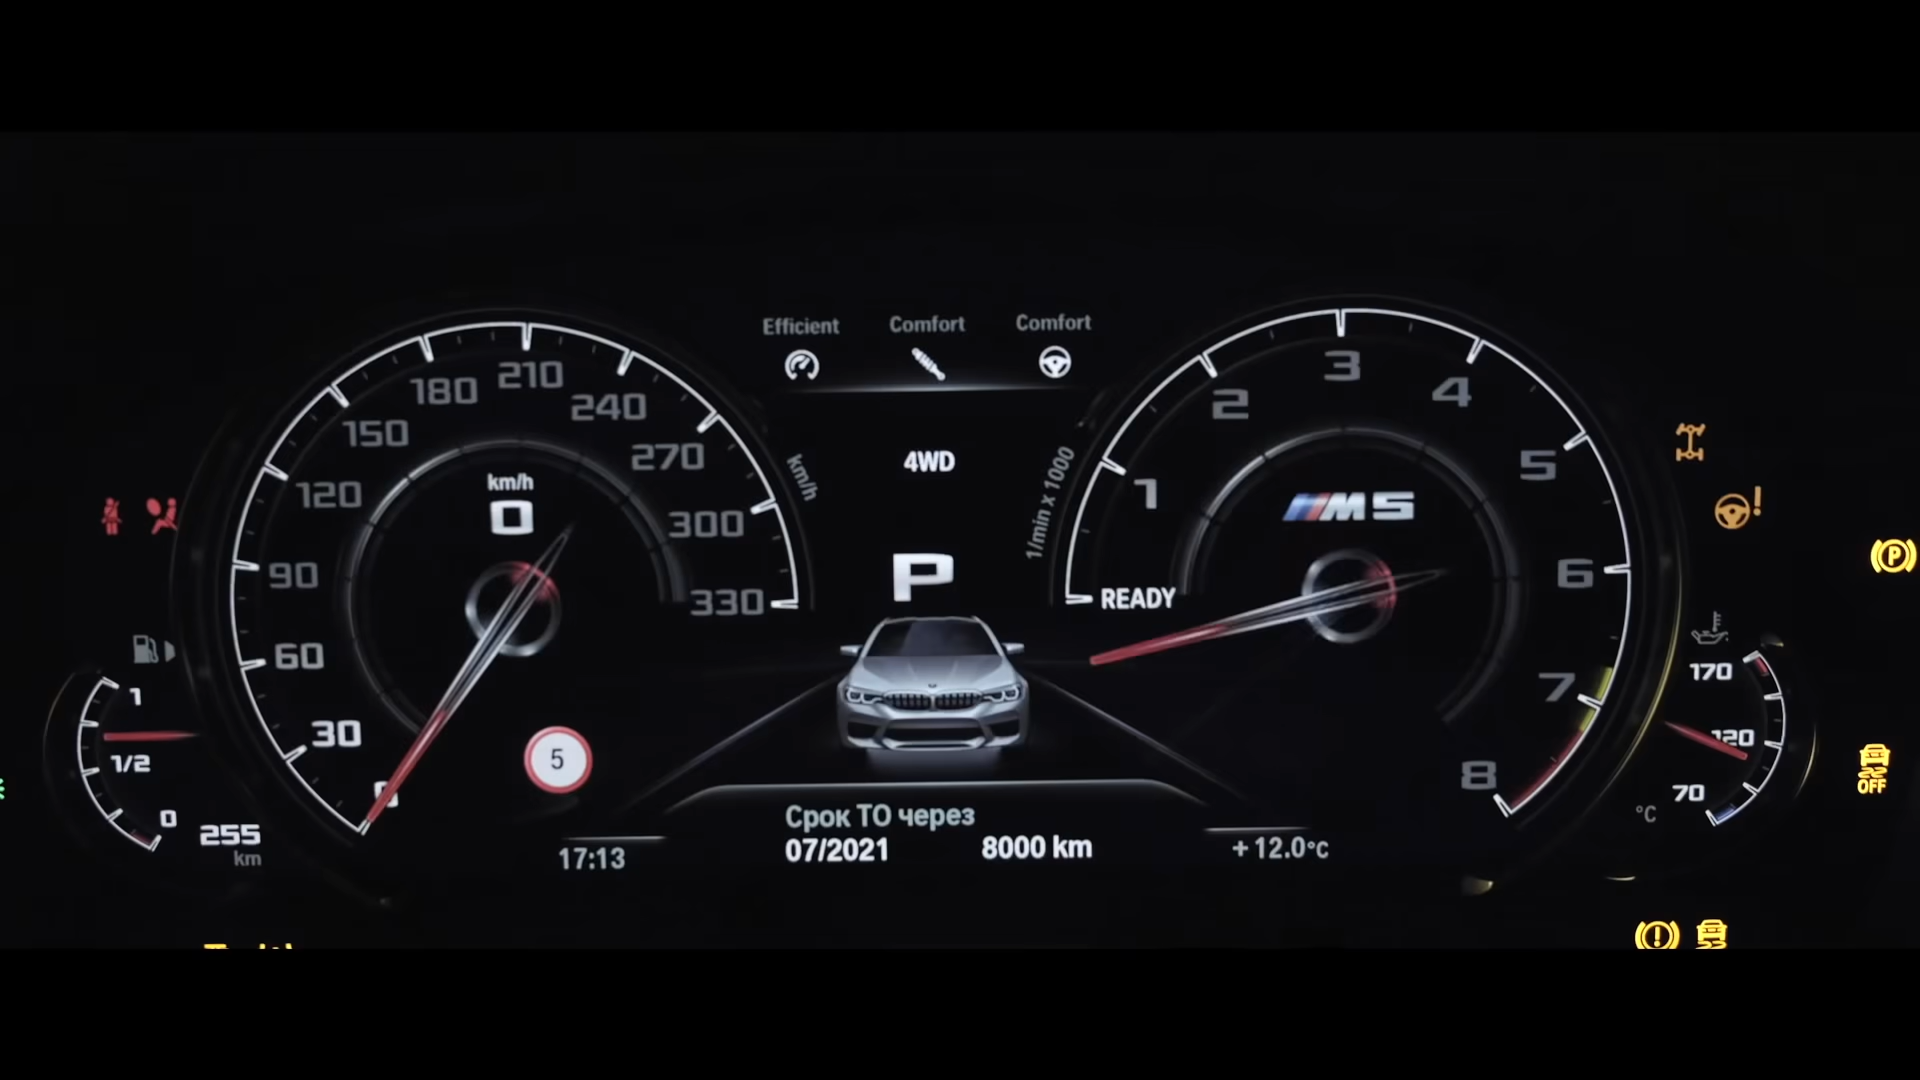 Efficient Comfort Comfort
4WD
km/h
0
0 30 60 90 120 150 180 210 240 270 300 330
km/h
1/min x 1000
READY 1 2 3 4 5 6 7 8
M5
P
5
1
1/2
0
255
km
170
120
70
°C
P
OFF
Срок ТО через
07/2021 8000 km
17:13
+12.0°C